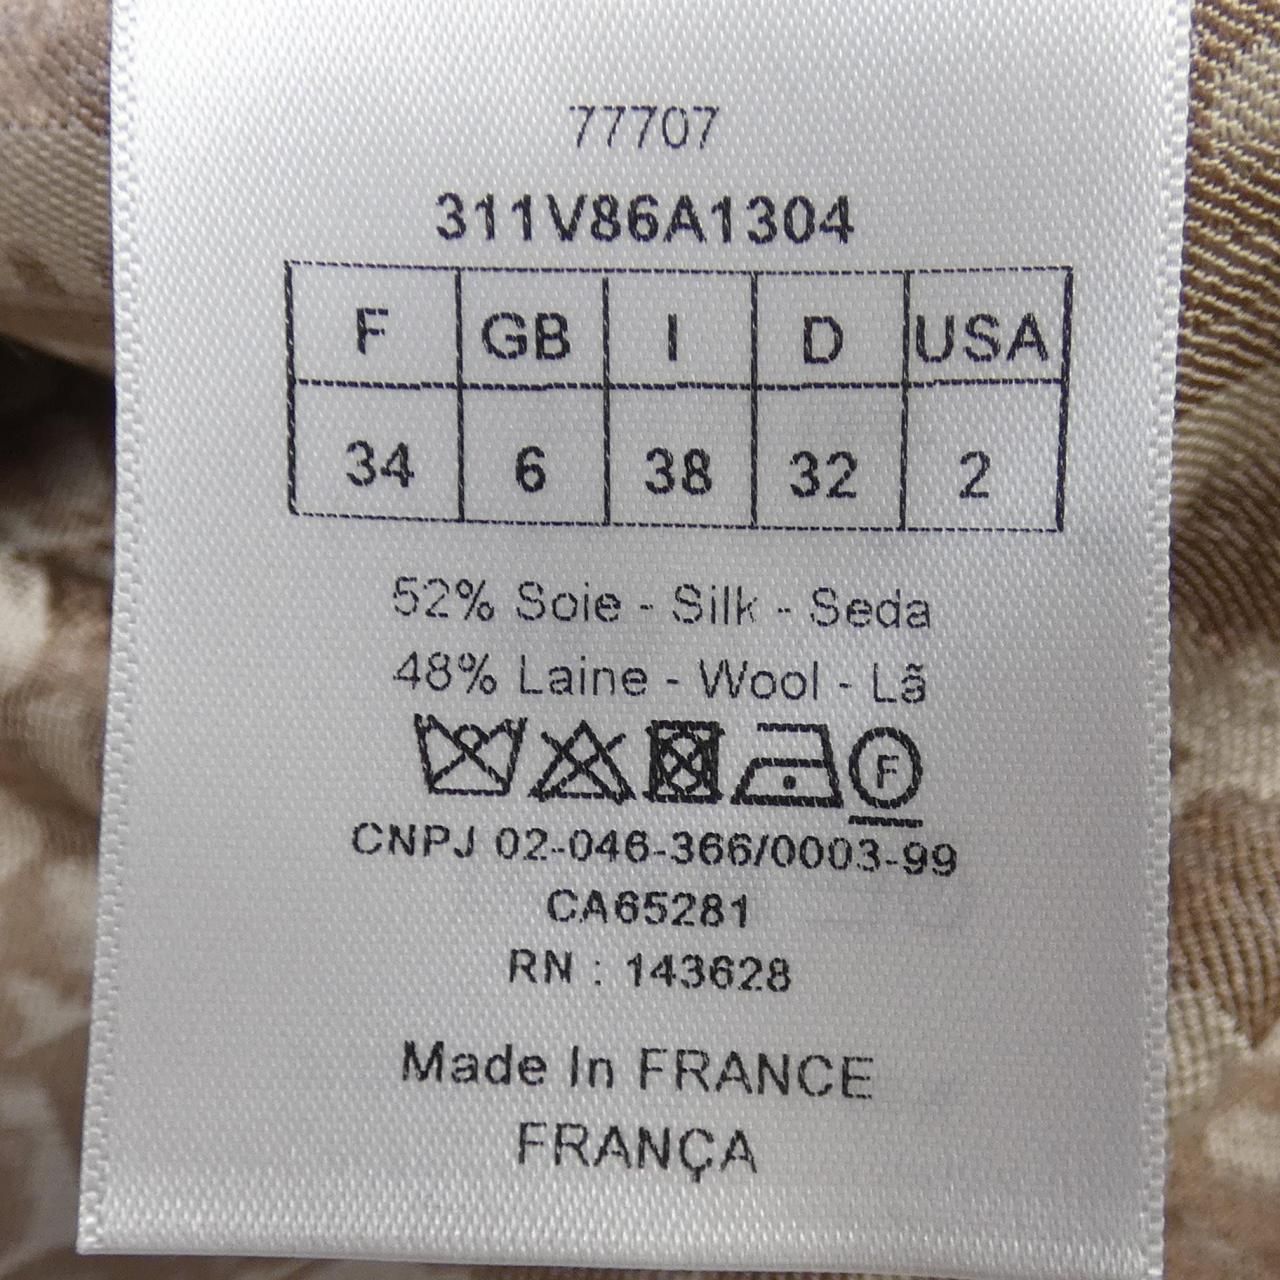 77707
311V86A1304
F GB I D USA
34 6 38 32 2
52% Soie - Silk - Seda
48% Laine - Wool - Lã
F
CNPJ 02-046-366/0003-99
CA65281
RN : 143628
Made In FRANCE
FRANÇA